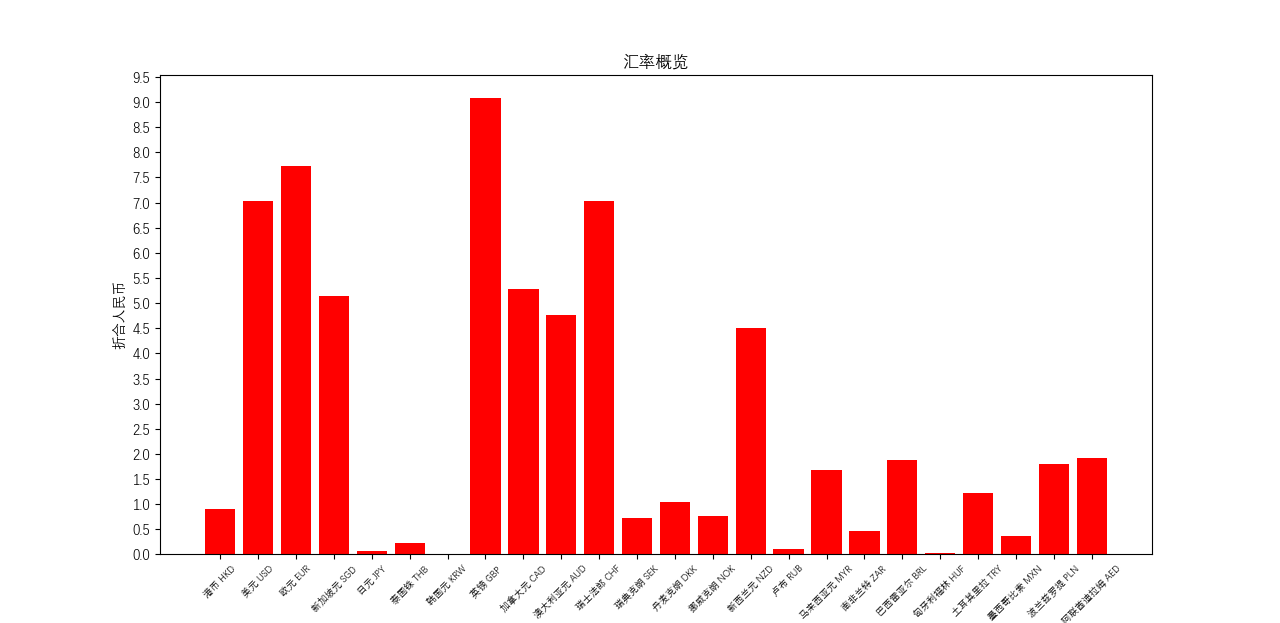 汇率概览
折合人民币
9.5
9.0
8.5
8.0
7.5
7.0
6.5
6.0
5.5
5.0
4.5
4.0
3.5
3.0
2.5
2.0
1.5
1.0
0.5
0.0
港币 HKD
美元 USD
欧元 EUR
新加坡元 SGD
日元 JPY
泰国铢 THB
韩国元 KRW
英镑 GBP
加拿大元 CAD
澳大利亚元 AUD
瑞士法郎 CHF
瑞典克朗 SEK
丹麦克朗 DKK
挪威克朗 NOK
新西兰元 NZD
卢布 RUB
马来西亚元 MYR
南非兰特 ZAR
巴西雷亚尔 BRL
匈牙利福林 HUF
土耳其里拉 TRY
墨西哥比索 MXN
波兰兹罗提 PLN
阿联酋迪拉姆 AED